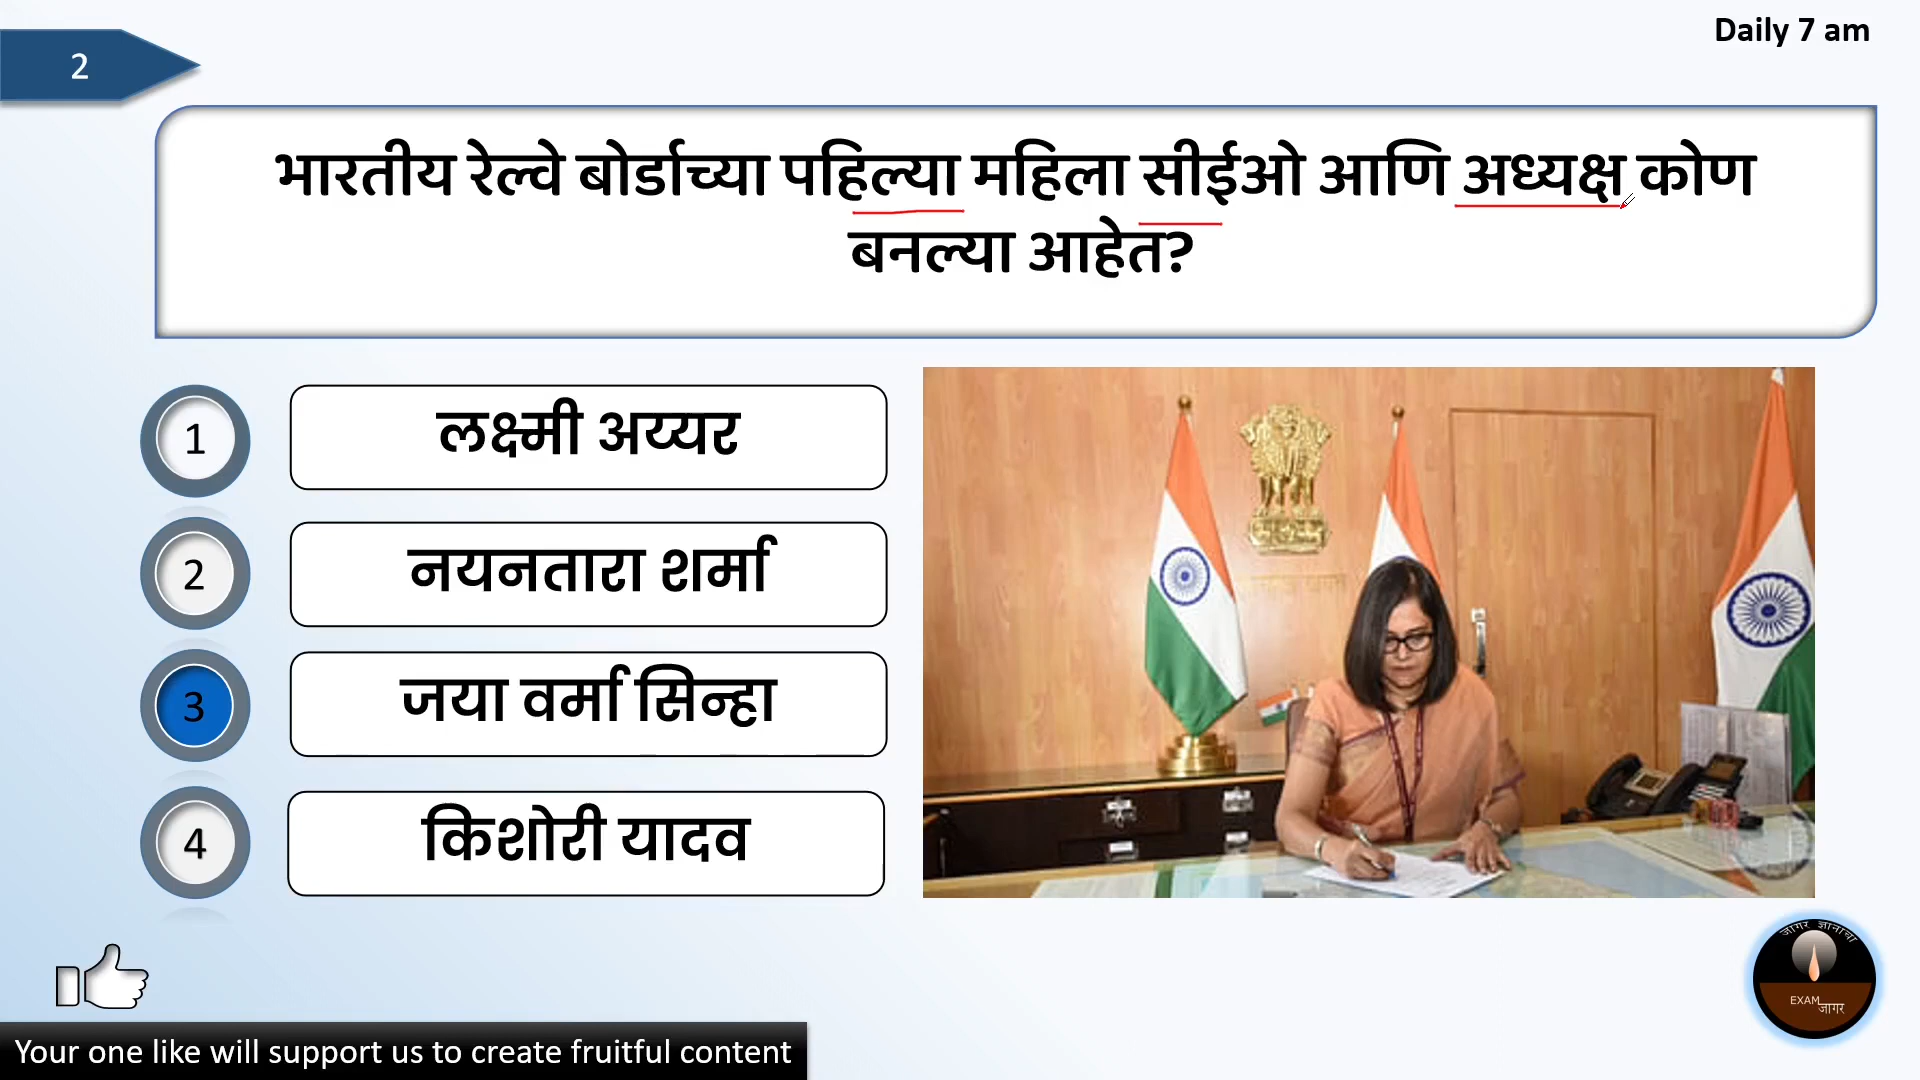 Daily 7 am
2
भारतीय रेल्वे बोर्डाच्या पहिल्या महिला सीईओ आणि अध्यक्ष कोण
बनल्या आहेत?
1
लक्ष्मी अय्यर
2
नयनतारा शर्मा
3
जया वर्मा सिन्हा
4
किशोरी यादव
जागर ज्ञानाचा
EXAM
जागर
Your one like will support us to create fruitful content